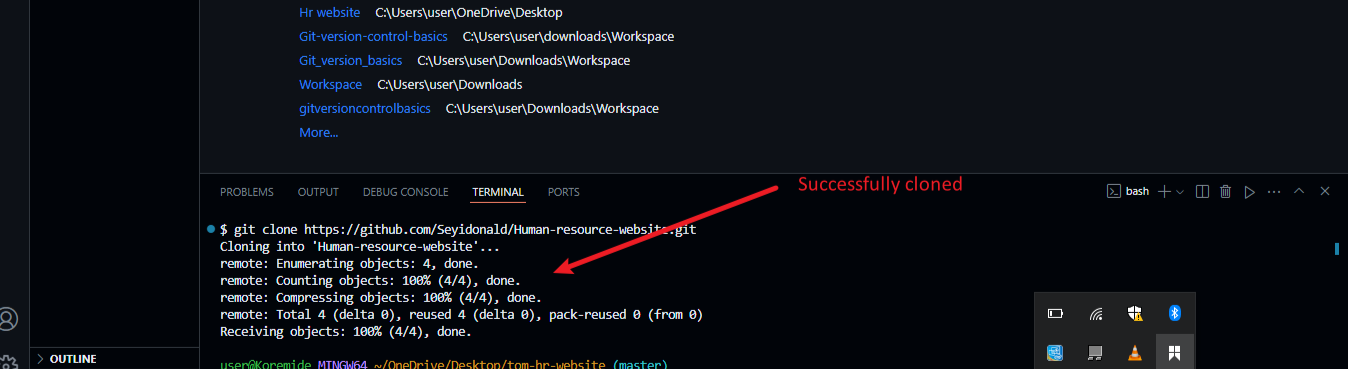 Hr website C:\Users\user\OneDrive\Desktop
Git-version-control-basics C:\Users\user\downloads\Workspace
Git_version_basics C:\Users\user\Downloads\Workspace
Workspace C:\Users\user\Downloads
gitversioncontrolbasics C:\Users\user\Downloads\Workspace
More...
Successfully cloned
PROBLEMS OUTPUT DEBUG CONSOLE TERMINAL PORTS bash
$ git clone https://github.com/Seyidonald/Human-resource-website.git
Cloning into 'Human-resource-website'...
remote: Enumerating objects: 4, done.
remote: Counting objects: 100% (4/4), done.
remote: Compressing objects: 100% (4/4), done.
remote: Total 4 (delta 0), reused 4 (delta 0), pack-reused 0 (from 0)
Receiving objects: 100% (4/4), done.
OUTLINE
user@Koremide MINGW64 ~/OneDrive/Desktop/tom-hr-website (master)